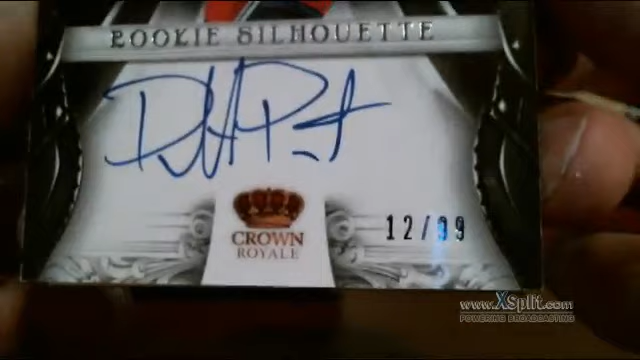 ROOKIE SILHOUETTE
CROWN
ROYALE
12/99
www.XSplit.com
POWERING BROADCASTING